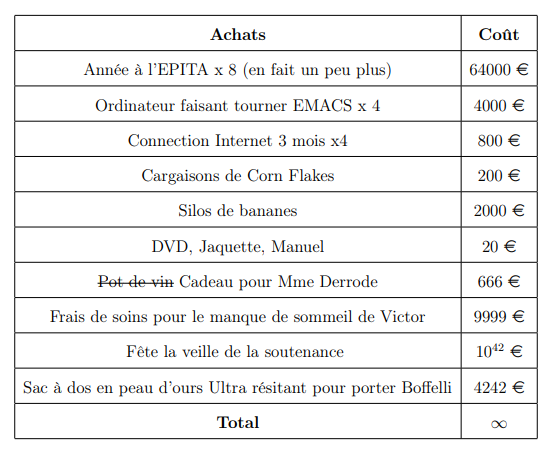 Achats Coût
Année à l'EPITA x 8 (en fait un peu plus) 64000 €
Ordinateur faisant tourner EMACS x 4 4000 €
Connection Internet 3 mois x4 800 €
Cargaisons de Corn Flakes 200 €
Silos de bananes 2000 €
DVD, Jaquette, Manuel 20 €
Pot de vin Cadeau pour Mme Derrode 666 €
Frais de soins pour le manque de sommeil de Victor 9999 €
Fête la veille de la soutenance 10⁴² €
Sac à dos en peau d'ours Ultra résitant pour porter Boffelli 4242 €
Total ∞